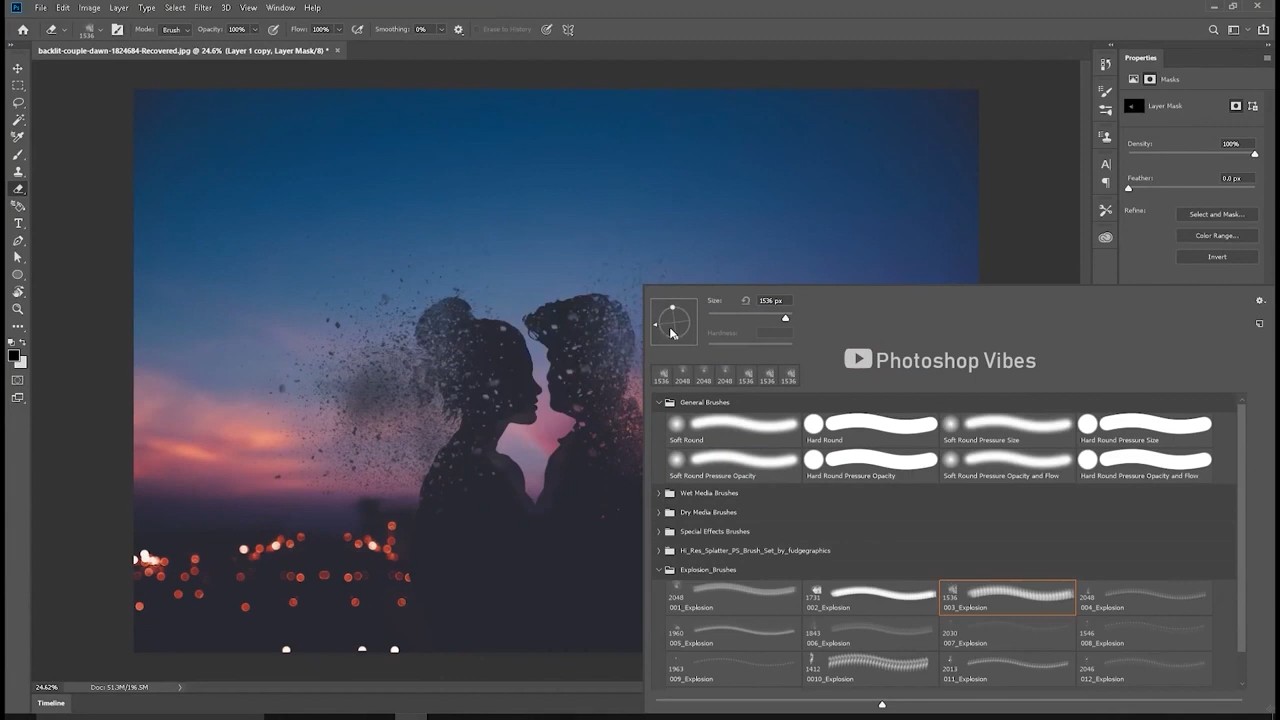 Ps File Edit Image Layer Type Select Filter 3D View Window Help
1536 Mode: Brush Opacity: 100% Flow: 100% Smoothing: 0% Erase to History
backlit-couple-dawn-1824684-Recovered.jpg @ 24.6% (Layer 1 copy, Layer Mask/8) * ×
Properties
Masks
Layer Mask
Density: 100%
Feather: 0.0 px
Refine: Select and Mask...
Color Range...
Invert
Size: 1536 px
Hardness:
Photoshop Vibes
1536 2048 2048 2048 1536 1536 1536
General Brushes
Soft Round Hard Round Soft Round Pressure Size Hard Round Pressure Size
Soft Round Pressure Opacity Hard Round Pressure Opacity Soft Round Pressure Opacity and Flow Hard Round Pressure Opacity and Flow
Wet Media Brushes
Dry Media Brushes
Special Effects Brushes
Hi_Res_Splatter_PS_Brush_Set_by_fudgegraphics
Explosion_Brushes
2048 1731 1536 2048
001_Explosion 002_Explosion 003_Explosion 004_Explosion
1960 1843 2030 1546
005_Explosion 006_Explosion 007_Explosion 008_Explosion
1963 1412 2013 2046
009_Explosion 0010_Explosion 011_Explosion 012_Explosion
24.62% Doc: 51.3M/196.5M
Timeline